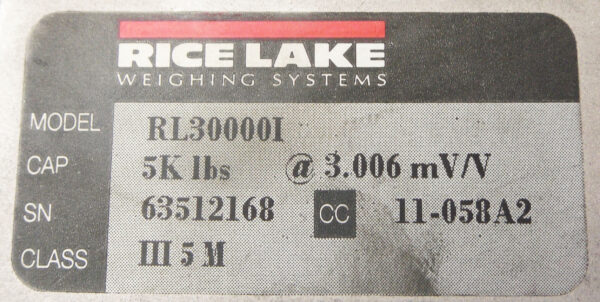 RICE LAKE
WEIGHING SYSTEMS
MODEL RL30000I
CAP 5K lbs @ 3.006 mV/V
SN 63512168 CC 11-058A2
CLASS III 5 M